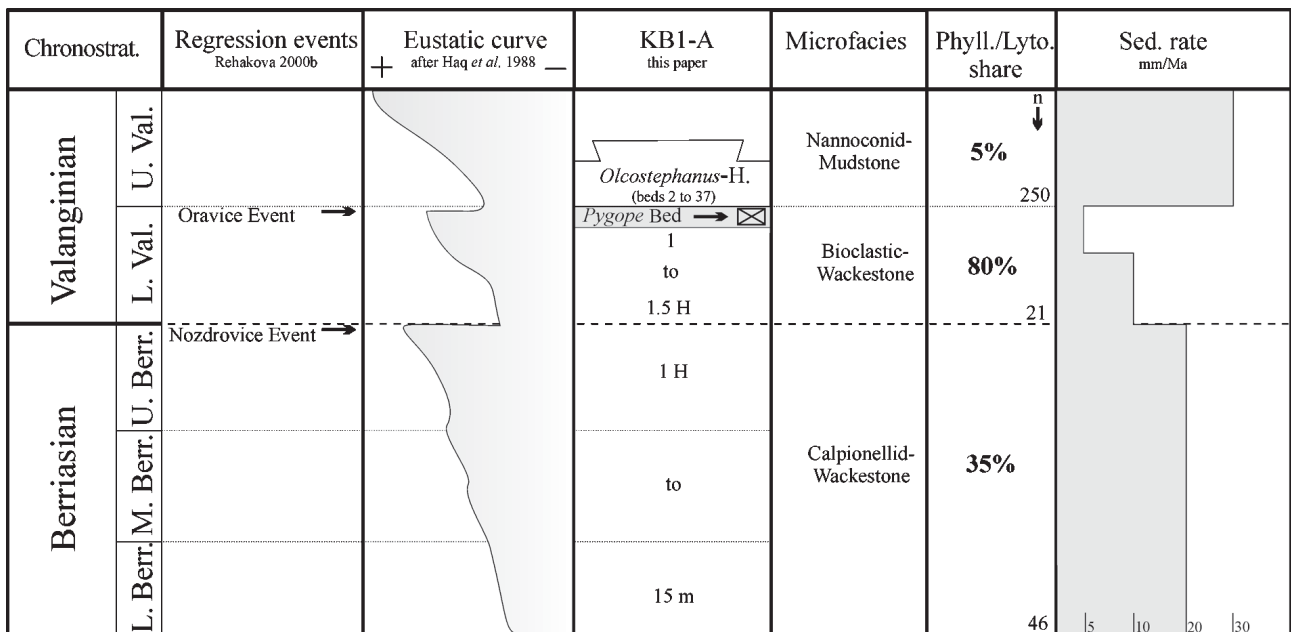 Chronostrat.
Regression events
Rehakova 2000b
Eustatic curve
+ after Haq et al. 1988 —
KB1-A
this paper
Microfacies
Phyll./Lyto.
share
Sed. rate
mm/Ma
Valanginian
U. Val.
L. Val.
Berriasian
U. Berr.
M. Berr.
L. Berr.
Oravice Event
Nozdrovice Event
Olcostephanus-H.
(beds 2 to 37)
Pygope Bed
1
to
1.5 H
1 H
to
15 m
Nannoconid-
Mudstone
Bioclastic-
Wackestone
Calpionellid-
Wackestone
n
5%
250
80%
21
35%
46
5 10 20 30